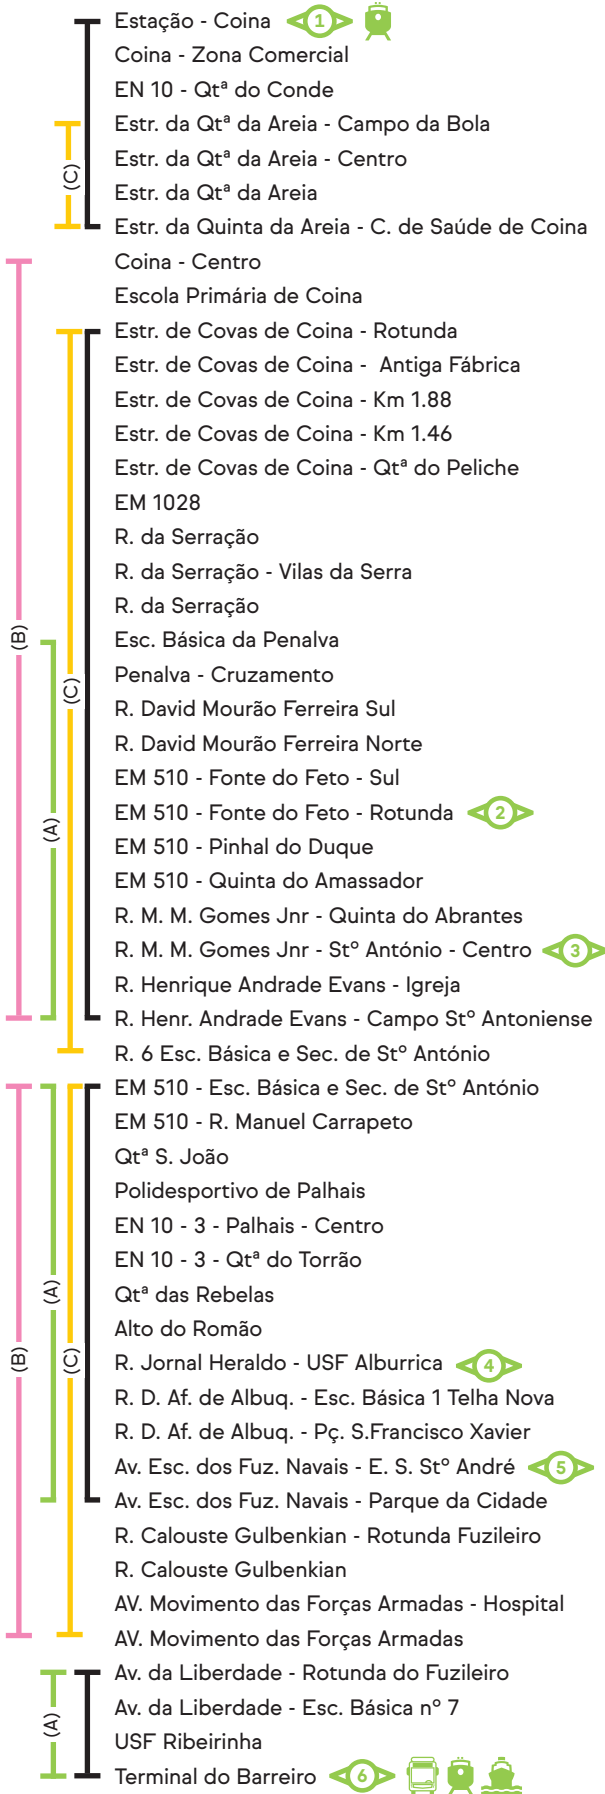 Estação - Coina 1
Coina - Zona Comercial
EN 10 - Qtª do Conde
Estr. da Qtª da Areia - Campo da Bola
(C)
Estr. da Qtª da Areia - Centro
Estr. da Qtª da Areia
Estr. da Quinta da Areia - C. de Saúde de Coina
Coina - Centro
Escola Primária de Coina
Estr. de Covas de Coina - Rotunda
Estr. de Covas de Coina - Antiga Fábrica
Estr. de Covas de Coina - Km 1.88
Estr. de Covas de Coina - Km 1.46
Estr. de Covas de Coina - Qtª do Peliche
EM 1028
R. da Serração
R. da Serração - Vilas da Serra
R. da Serração
(B)
Esc. Básica da Penalva
Penalva - Cruzamento
(C)
R. David Mourão Ferreira Sul
R. David Mourão Ferreira Norte
EM 510 - Fonte do Feto - Sul
EM 510 - Fonte do Feto - Rotunda 2
(A)
EM 510 - Pinhal do Duque
EM 510 - Quinta do Amassador
R. M. M. Gomes Jnr - Quinta do Abrantes
R. M. M. Gomes Jnr - Stº António - Centro 3
R. Henrique Andrade Evans - Igreja
R. Henr. Andrade Evans - Campo Stº Antoniense
R. 6 Esc. Básica e Sec. de Stº António
EM 510 - Esc. Básica e Sec. de Stº António
EM 510 - R. Manuel Carrapeto
Qtª S. João
Polidesportivo de Palhais
EN 10 - 3 - Palhais - Centro
EN 10 - 3 - Qtª do Torrão
(A)
Qtª das Rebelas
Alto do Romão
(B)
(C)
R. Jornal Heraldo - USF Alburrica 4
R. D. Af. de Albuq. - Esc. Básica 1 Telha Nova
R. D. Af. de Albuq. - Pç. S.Francisco Xavier
Av. Esc. dos Fuz. Navais - E. S. Stº André 5
Av. Esc. dos Fuz. Navais - Parque da Cidade
R. Calouste Gulbenkian - Rotunda Fuzileiro
R. Calouste Gulbenkian
AV. Movimento das Forças Armadas - Hospital
AV. Movimento das Forças Armadas
Av. da Liberdade - Rotunda do Fuzileiro
Av. da Liberdade - Esc. Básica nº 7
(A)
USF Ribeirinha
Terminal do Barreiro 6